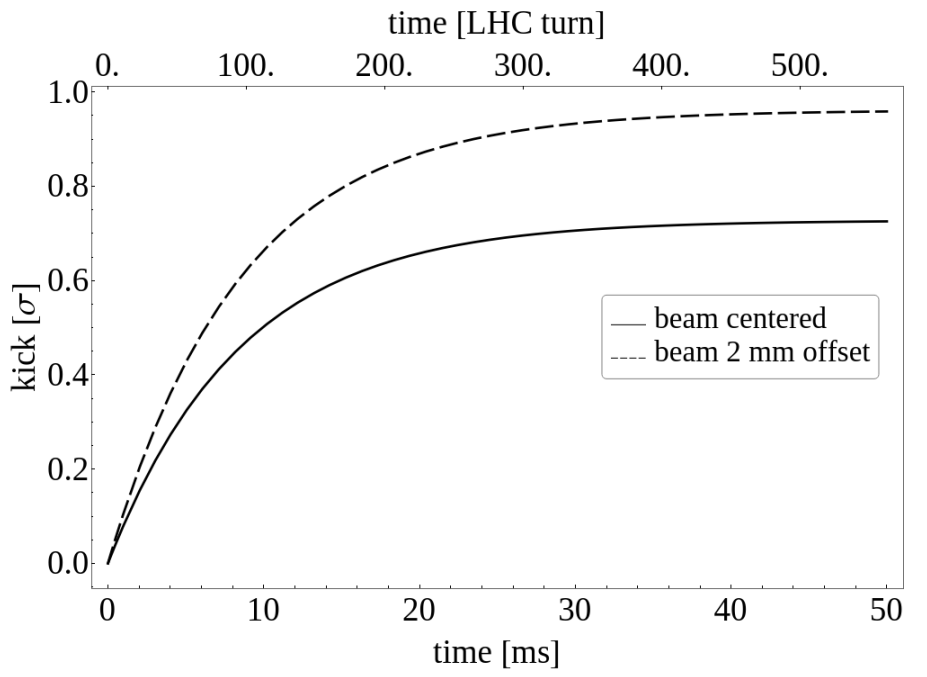 time [LHC turn]
0. 100. 200. 300. 400. 500.
1.0
0.8
0.6
0.4
0.2
0.0
kick [σ]
beam centered
beam 2 mm offset
0 10 20 30 40 50
time [ms]